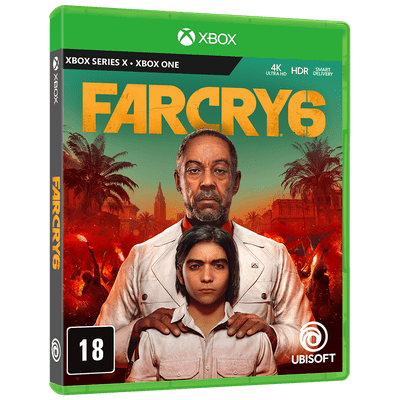 XBOX
XBOX SERIES X • XBOX ONE
4K
ULTRA HD
HDR
SMART
DELIVERY
FARCRY6
18
UBISOFT
XBOX
FARCRY6